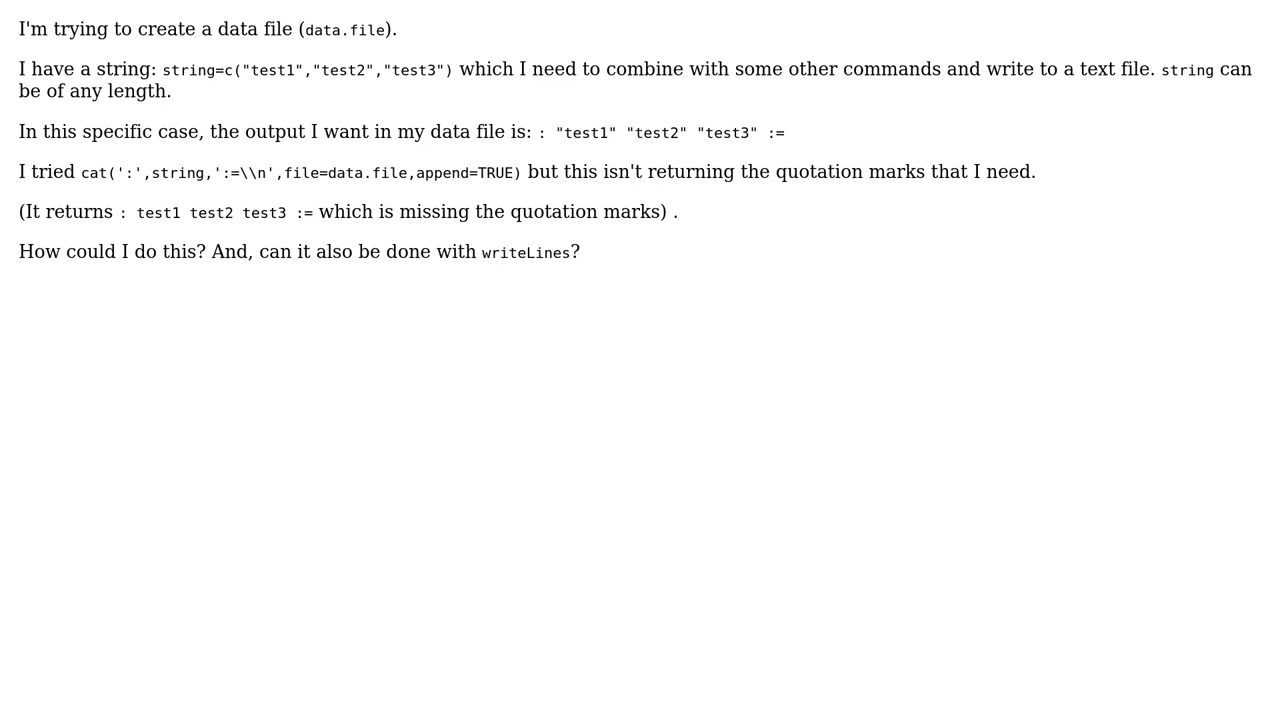 I'm trying to create a data file (data.file).
I have a string: string=c("test1","test2","test3") which I need to combine with some other commands and write to a text file. string can
be of any length.
In this specific case, the output I want in my data file is: : "test1" "test2" "test3" :=
I tried cat(':',string,':=\\n',file=data.file,append=TRUE) but this isn't returning the quotation marks that I need.
(It returns : test1 test2 test3 := which is missing the quotation marks) .
How could I do this? And, can it also be done with writeLines?